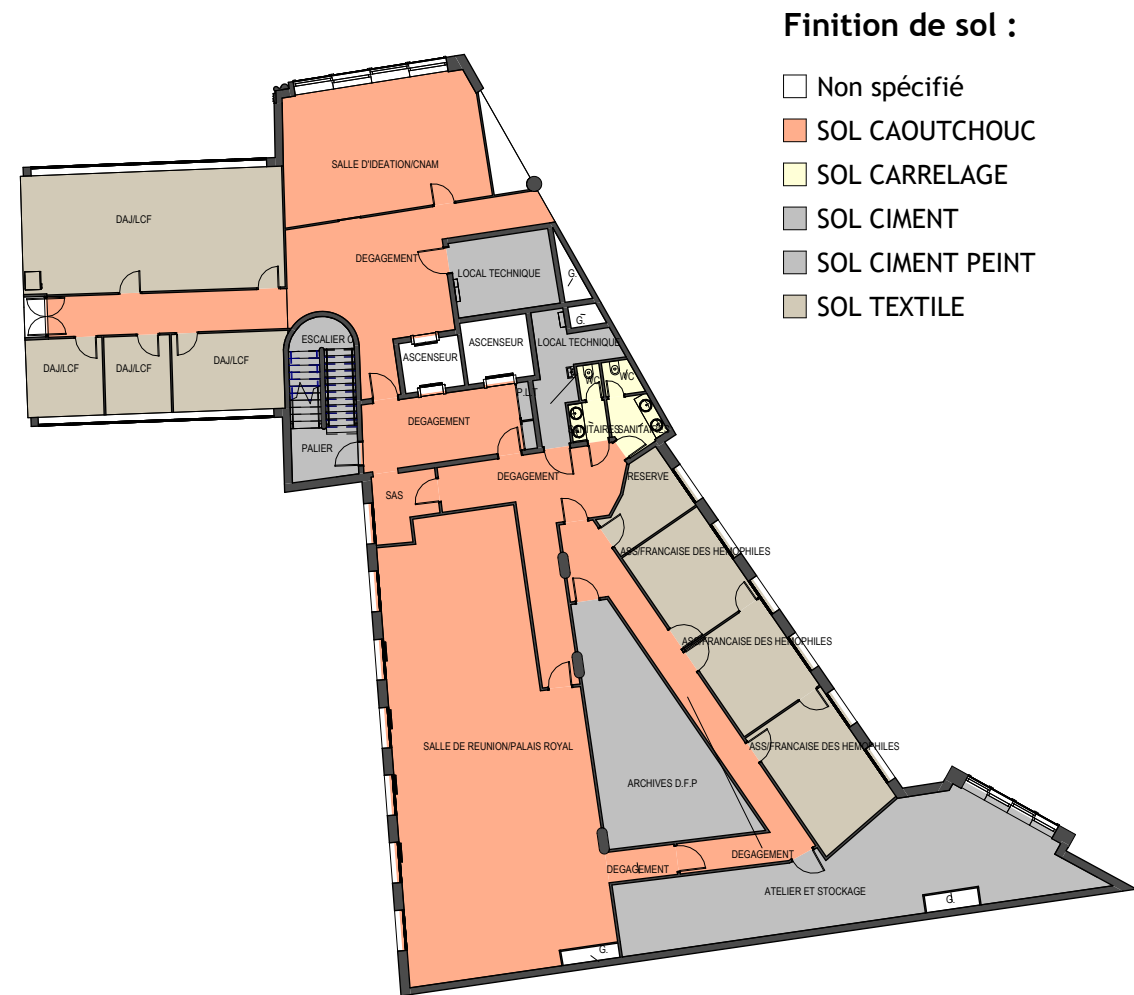 Finition de sol :
Non spécifié
SOL CAOUTCHOUC
SOL CARRELAGE
SOL CIMENT
SOL CIMENT PEINT
SOL TEXTILE
SALLE D'IDEATION/CNAM
DAJ/LCF
DEGAGEMENT
LOCAL TECHNIQUE
G.
G.
ESCALIER C
ASCENSEUR
ASCENSEUR
LOCAL TECHNIQUE
DAJ/LCF
DAJ/LCF
DAJ/LCF
WC
WC
DEGAGEMENT
SANITAIRES
SANITAIRES
PALIER
DEGAGEMENT
RESERVE
SAS
ASS/FRANCAISE DES HEMOPHILES
ASS/FRANCAISE DES HEMOPHILES
SALLE DE REUNION/PALAIS ROYAL
ASS/FRANCAISE DES HEMOPHILES
ARCHIVES D.F.P
DEGAGEMENT
DEGAGEMENT
ATELIER ET STOCKAGE
G.
G.